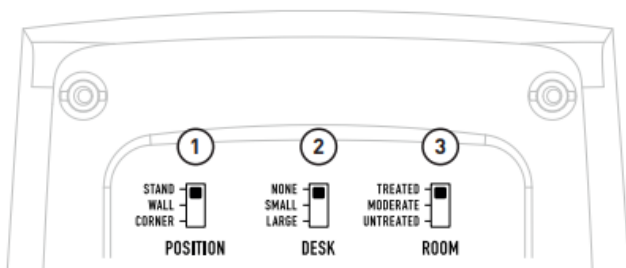 1
2
3
STAND
WALL
CORNER
POSITION
NONE
SMALL
LARGE
DESK
TREATED
MODERATE
UNTREATED
ROOM